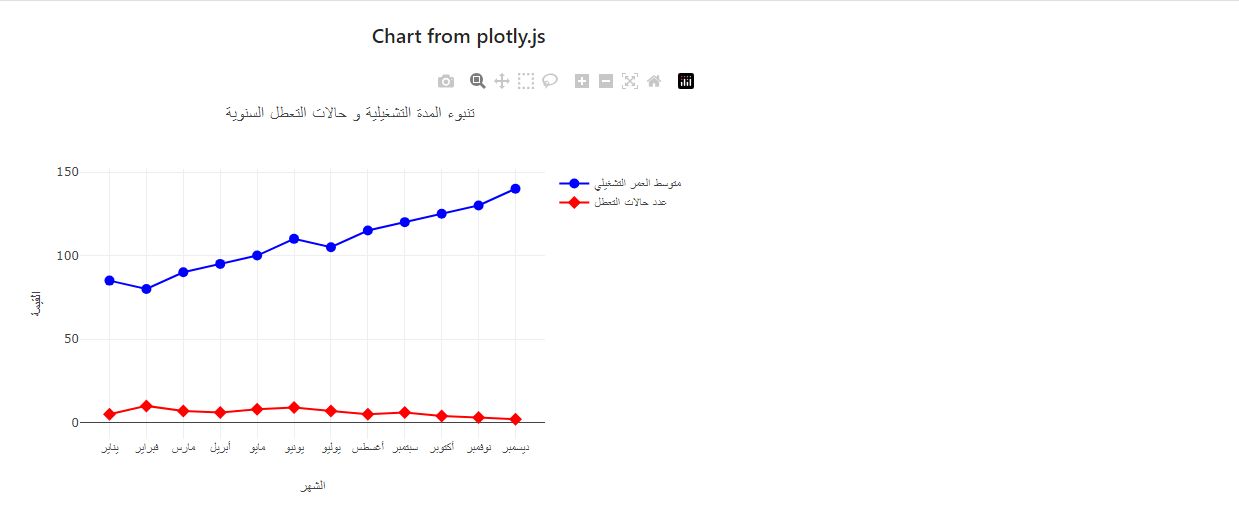 Chart from plotly.js
تنبوء المدة التشغيلية و حالات التعطل السنوية
150
100
50
0
القيمة
متوسط العمر التشغيلي
عدد حالات التعطل
يناير
فبراير
مارس
أبريل
مايو
يونيو
يوليو
أغسطس
سبتمبر
أكتوبر
نوفمبر
ديسمبر
الشهر